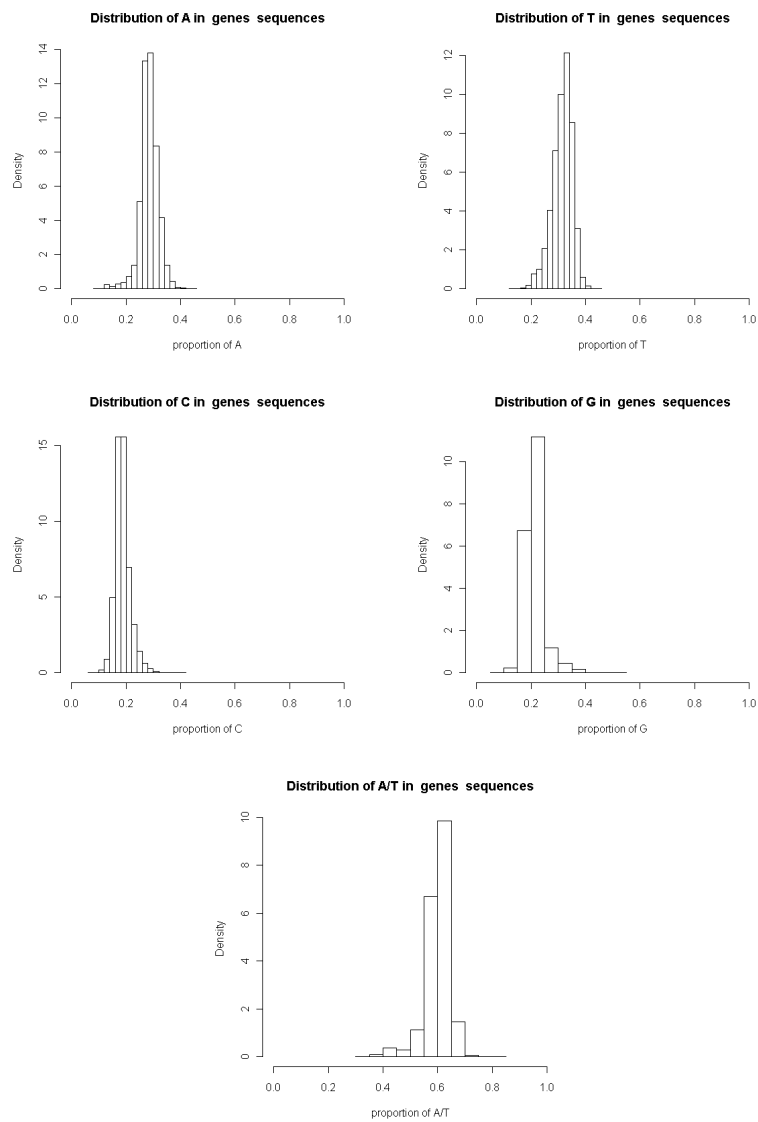 Distribution of A in genes sequences
Density
0 2 4 6 8 10 12 14
0.0 0.2 0.4 0.6 0.8 1.0
proportion of A
Distribution of T in genes sequences
Density
0 2 4 6 8 10 12
0.0 0.2 0.4 0.6 0.8 1.0
proportion of T
Distribution of C in genes sequences
Density
0 5 10 15
0.0 0.2 0.4 0.6 0.8 1.0
proportion of C
Distribution of G in genes sequences
Density
0 2 4 6 8 10
0.0 0.2 0.4 0.6 0.8 1.0
proportion of G
Distribution of A/T in genes sequences
Density
0 2 4 6 8 10
0.0 0.2 0.4 0.6 0.8 1.0
proportion of A/T